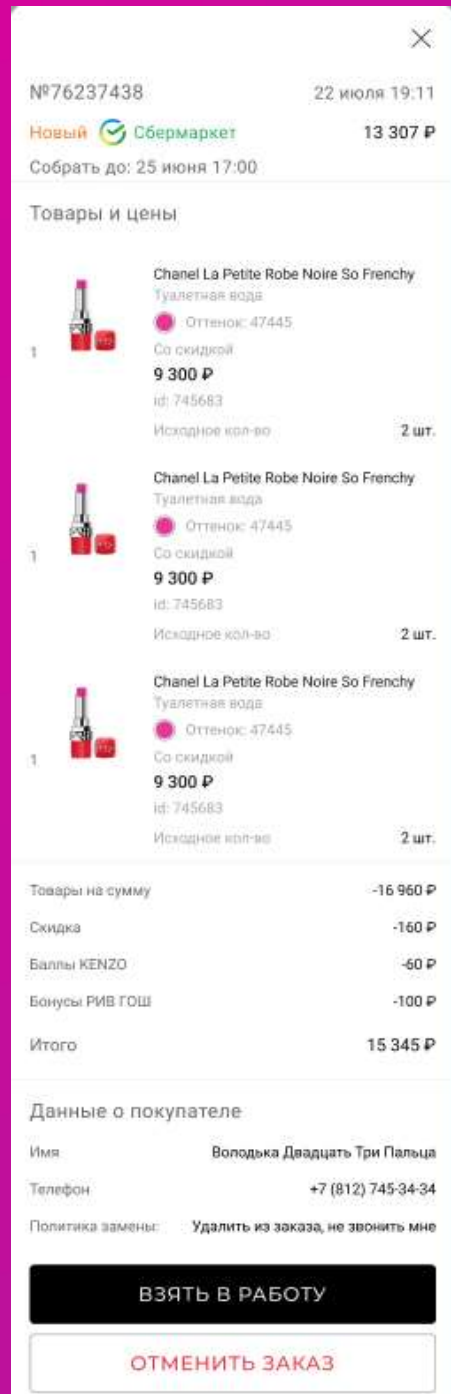 №76237438 22 июля 19:11
Новый Сбермаркет 13 307 ₽
Собрать до: 25 июня 17:00
Товары и цены
Chanel La Petite Robe Noire So Frenchy
Туалетная вода
Оттенок: 47445
1 Со скидкой
9 300 ₽
id: 745683
Исходное кол-во 2 шт.
Chanel La Petite Robe Noire So Frenchy
Туалетная вода
Оттенок: 47445
1 Со скидкой
9 300 ₽
id: 745683
Исходное кол-во 2 шт.
Chanel La Petite Robe Noire So Frenchy
Туалетная вода
Оттенок: 47445
1 Со скидкой
9 300 ₽
id: 745683
Исходное кол-во 2 шт.
Товары на сумму -16 960 ₽
Скидка -160 ₽
Баллы KENZO -60 ₽
Бонусы РИВ ГОШ -100 ₽
Итого 15 345 ₽
Данные о покупателе
Имя Володька Двадцать Три Пальца
Телефон +7 (812) 745-34-34
Политика замены: Удалить из заказа, не звонить мне
ВЗЯТЬ В РАБОТУ
ОТМЕНИТЬ ЗАКАЗ